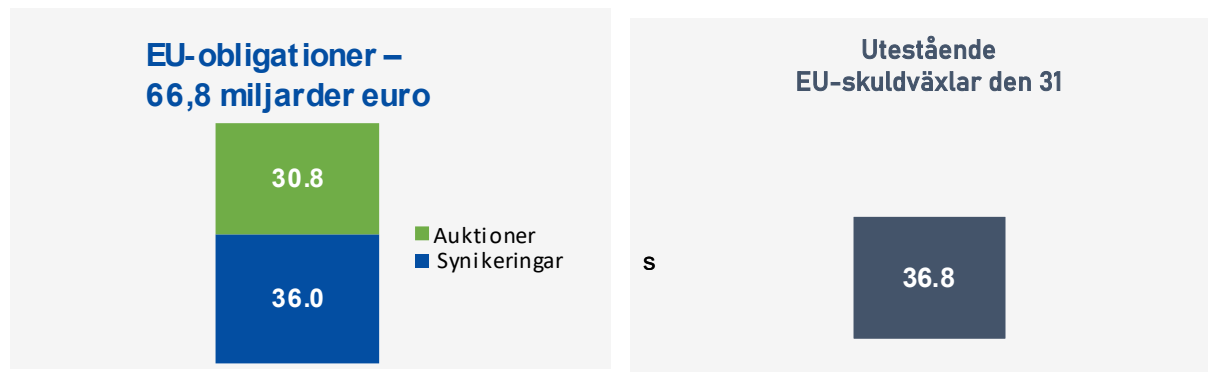 EU-obligationer –
66,8 miljarder euro
30.8
36.0
Auktioner
Synikeringar
Utestående
EU-skuldväxlar den 31
s
36.8